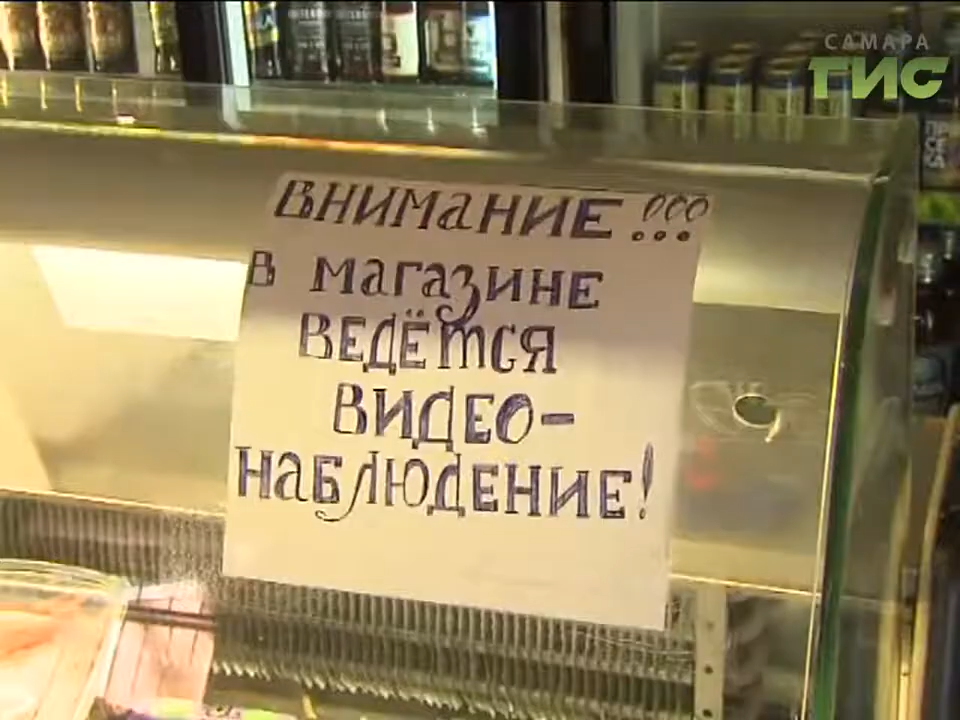 САМАРА
ГИС
ВНИМАНИЕ!!!
В МАГАЗИНЕ
ВЕДЁТСЯ
ВИДЕО-
НАБЛЮДЕНИЕ!